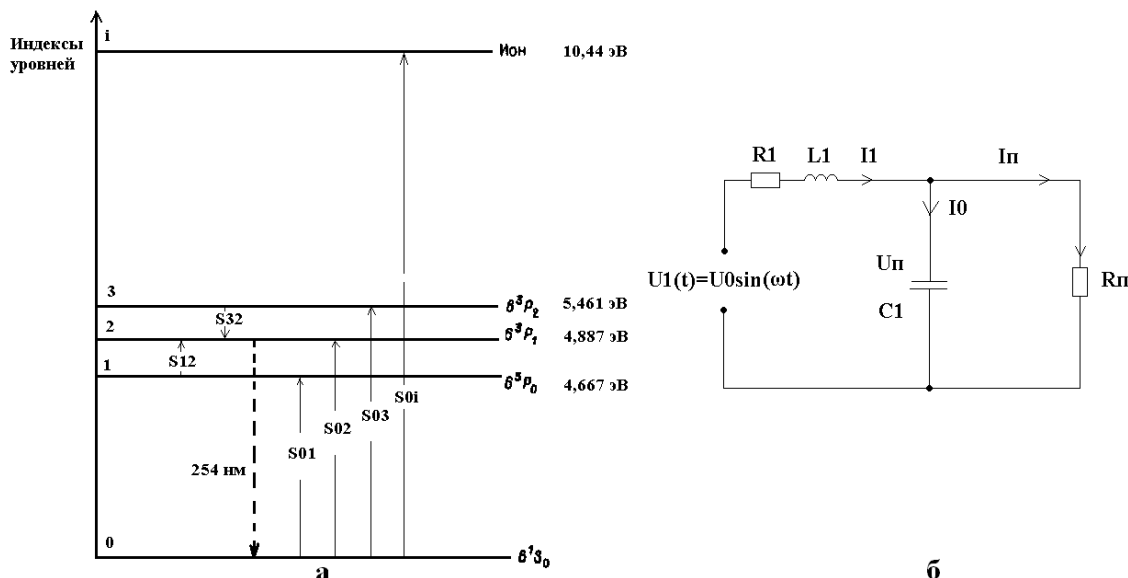 Индексы
уровней
i
Ион
10,44 эВ
3
6³P₂
5,461 эВ
S32
2
6³P₁
4,887 эВ
S12
1
6³P₀
4,667 эВ
S01
S02
S03
S0i
254 нм
0
6¹S₀
а
R1
L1
I1
Iп
I0
U1(t)=U0sin(ωt)
Uп
C1
Rп
б